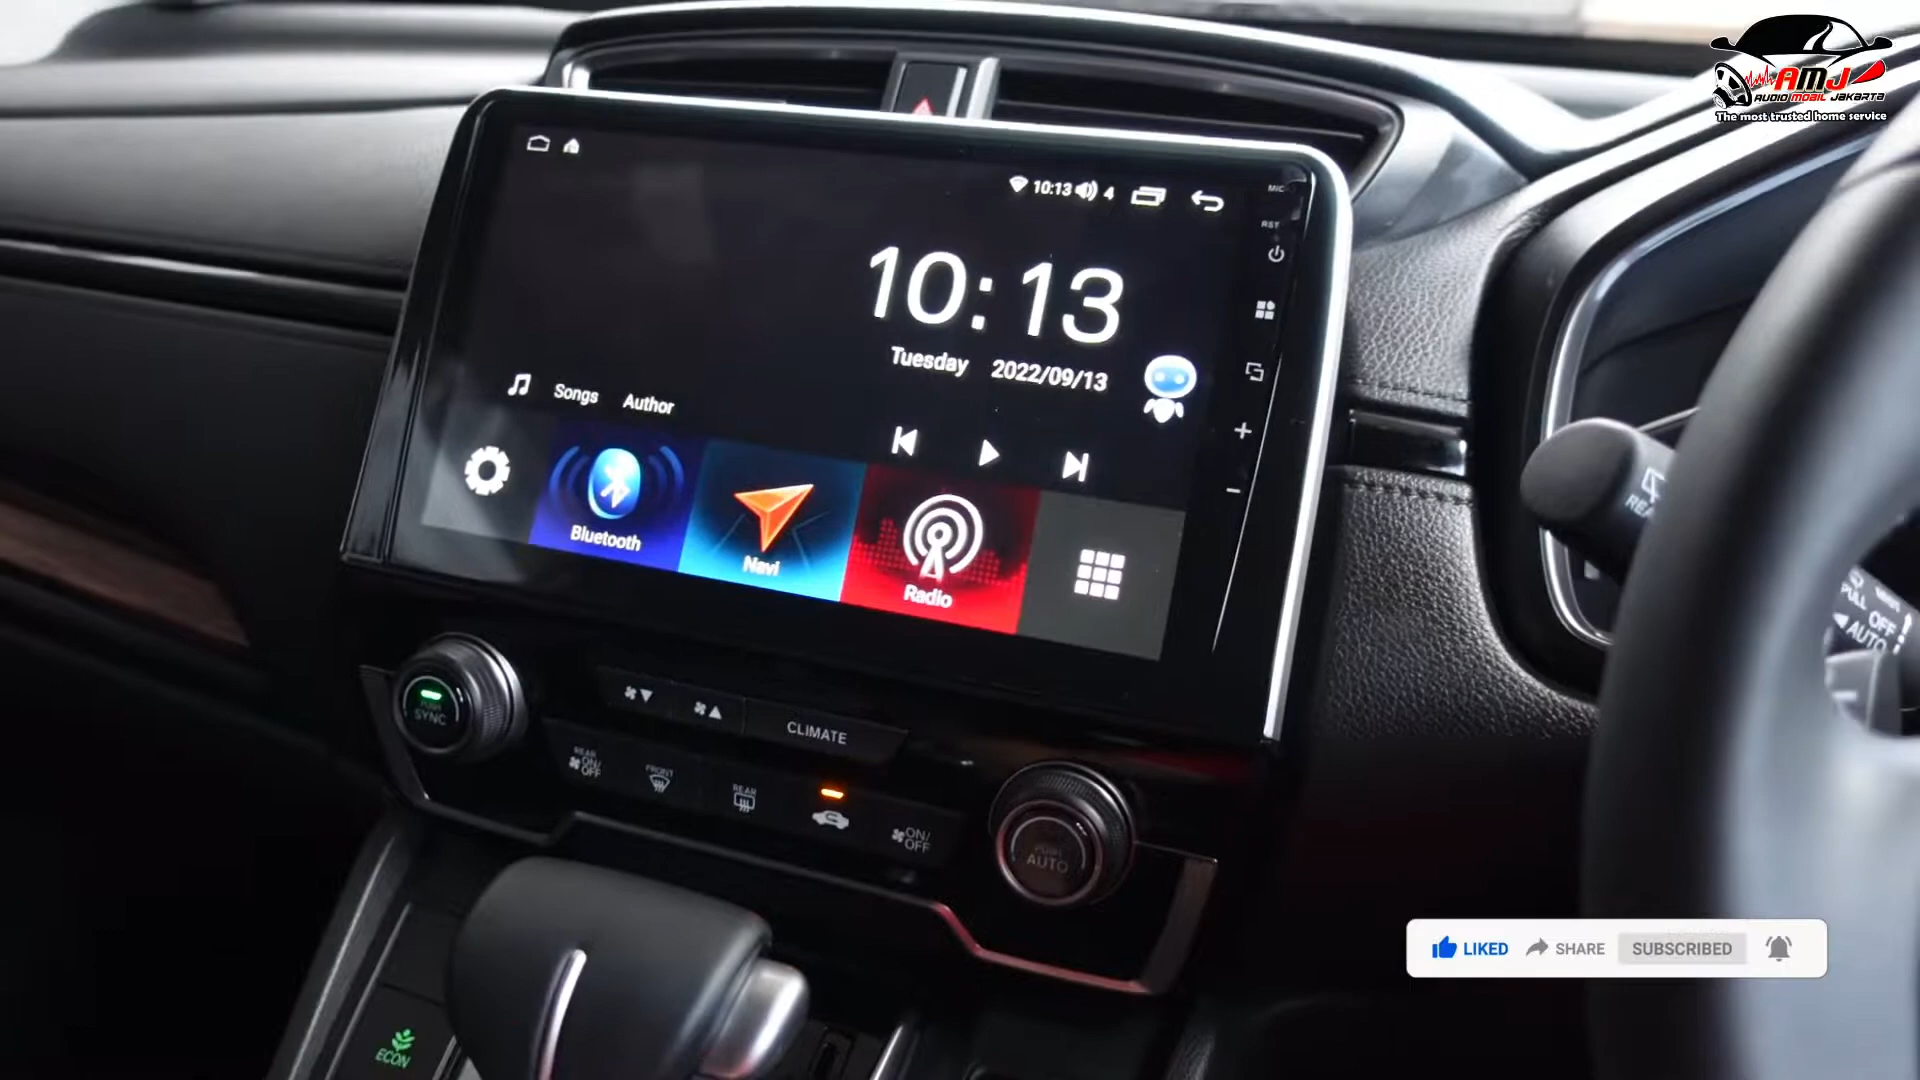 AMJ
AUDIO MOBIL JAKARTA
The most trusted home service
10:13 4
MIC
RST
10:13
Tuesday 2022/09/13
Songs Author
Bluetooth
Navi
Radio
PUSH
SYNC
CLIMATE
REAR
ON/
OFF
FRONT
REAR
ON/
OFF
PUSH
AUTO
ECON
PULL
OFF
AUTO
LIKED SHARE SUBSCRIBED